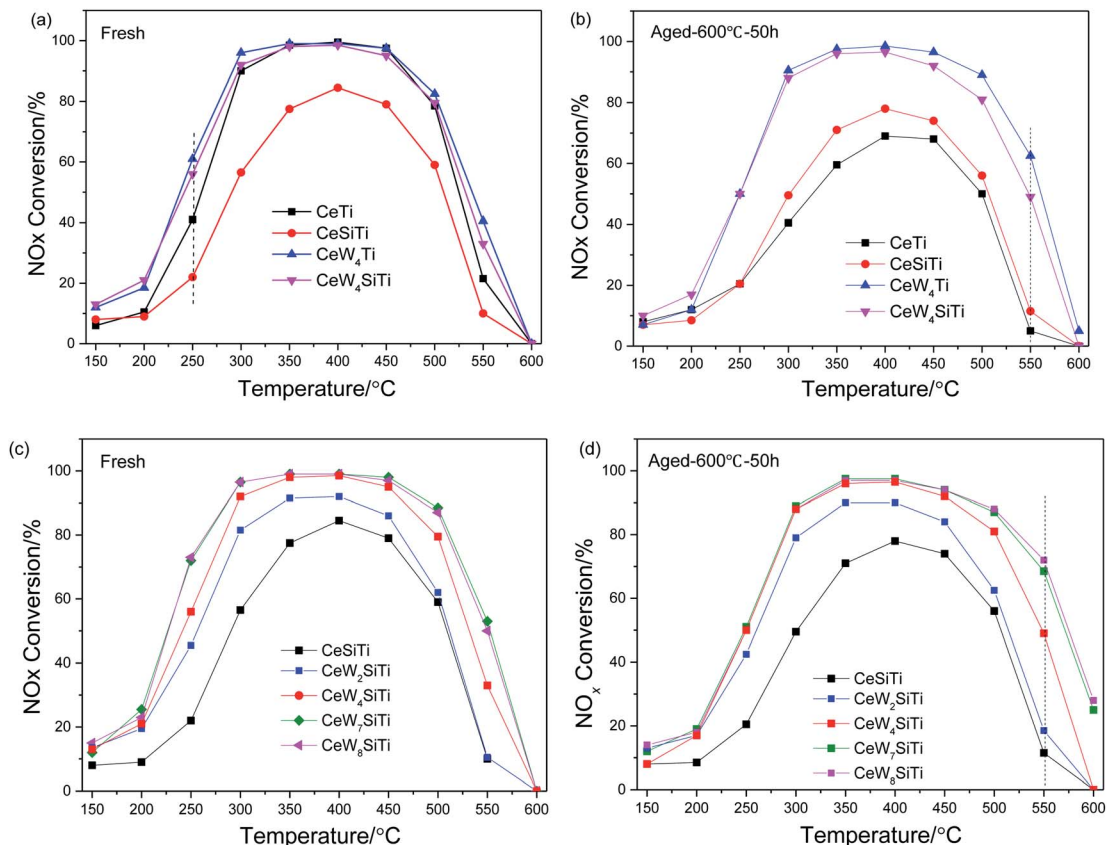 (a)
Fresh
100
80
60
40
20
0
NOx Conversion/%
CeTi
CeSiTi
CeW₄Ti
CeW₄SiTi
150 200 250 300 350 400 450 500 550 600
Temperature/°C
(b)
Aged-600℃-50h
100
80
60
40
20
0
NOx Conversion/%
CeTi
CeSiTi
CeW₄Ti
CeW₄SiTi
150 200 250 300 350 400 450 500 550 600
Temperature/°C
(c)
Fresh
100
80
60
40
20
0
NOx Conversion/%
CeSiTi
CeW₂SiTi
CeW₄SiTi
CeW₇SiTi
CeW₈SiTi
150 200 250 300 350 400 450 500 550 600
Temperature/°C
(d)
Aged-600℃-50h
100
80
60
40
20
0
NOₓ Conversion/%
CeSiTi
CeW₂SiTi
CeW₄SiTi
CeW₇SiTi
CeW₈SiTi
150 200 250 300 350 400 450 500 550 600
Temperature/°C